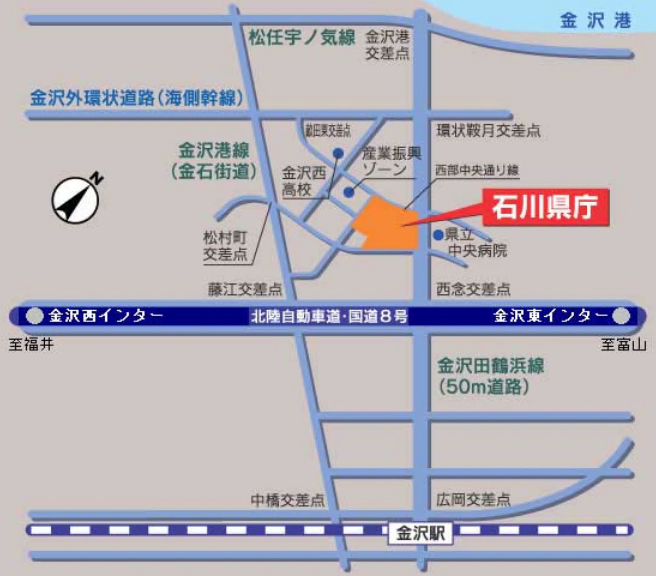 金沢港
松任宇ノ気線
金沢港
交差点
金沢外環状道路(海側幹線)
環状鞍月交差点
金沢港線
(金石街道)
産業振興
ゾーン
金沢西
高校
西部中央通り線
N
石川県庁
松村町
交差点
県立
中央病院
藤江交差点
西念交差点
金沢西インター
北陸自動車道・国道8号
金沢東インター
至福井
至富山
金沢田鶴浜線
(50m道路)
中橋交差点
広岡交差点
金沢駅